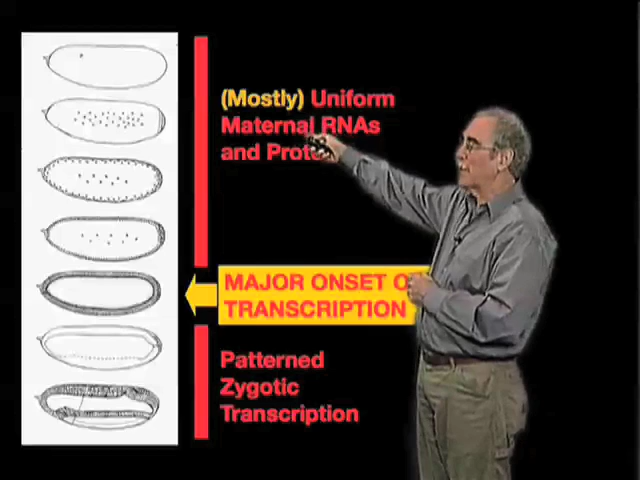 (Mostly) Uniform
Maternal RNAs
and
MAJOR ONSET
TRANSCRIPTION
Patterned
Zygotic
Transcription